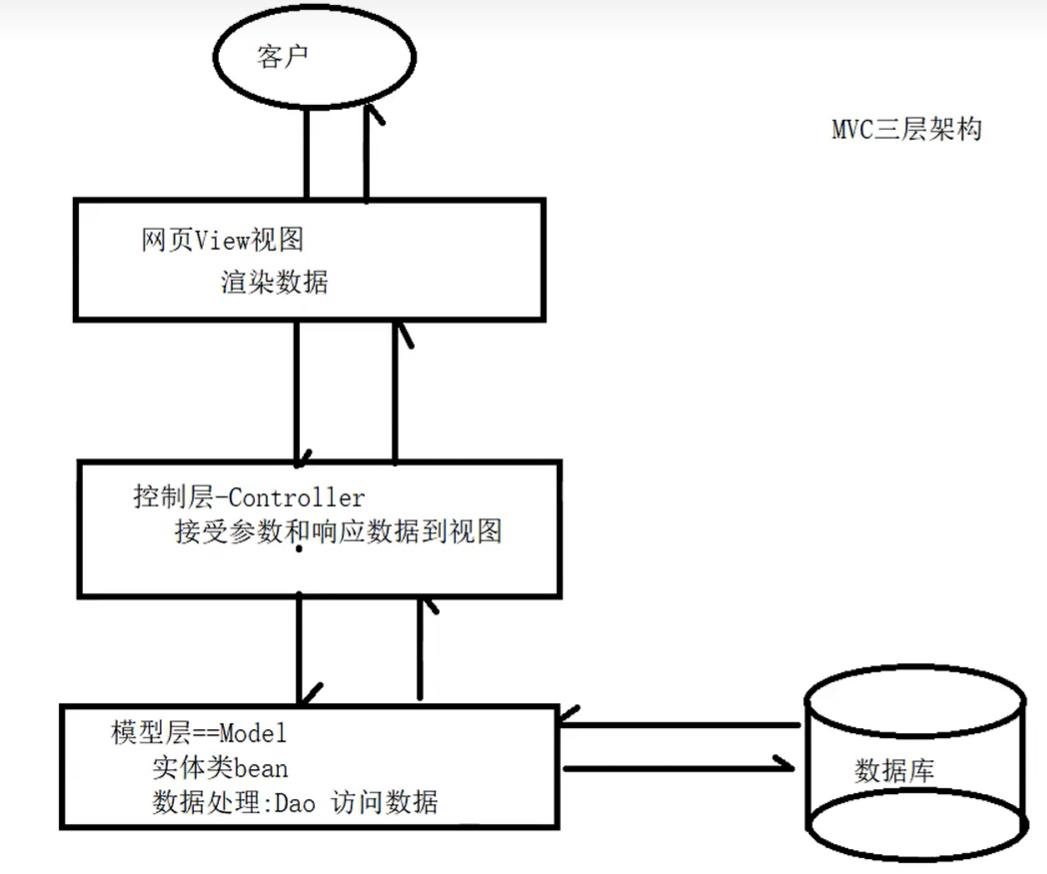 客户
MVC三层架构
网页View视图
渲染数据
控制层-Controller
接受参数和响应数据到视图
模型层==Model
实体类bean
数据处理:Dao 访问数据
数据库